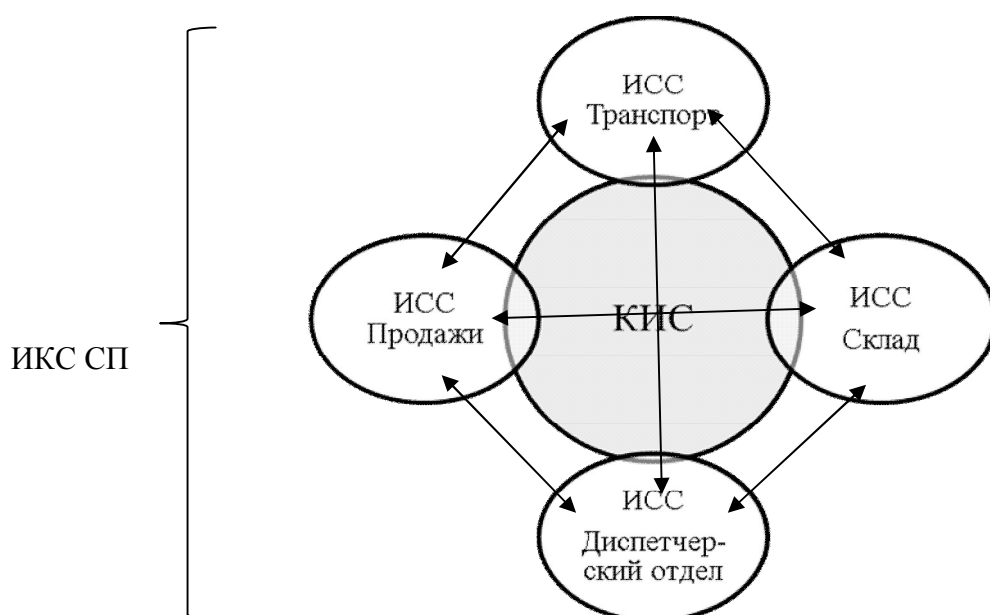 ИСС
Транспорт
ИСС
Продажи
КИС
ИСС
Склад
ИКС СП
ИСС
Диспетчер-
ский отдел